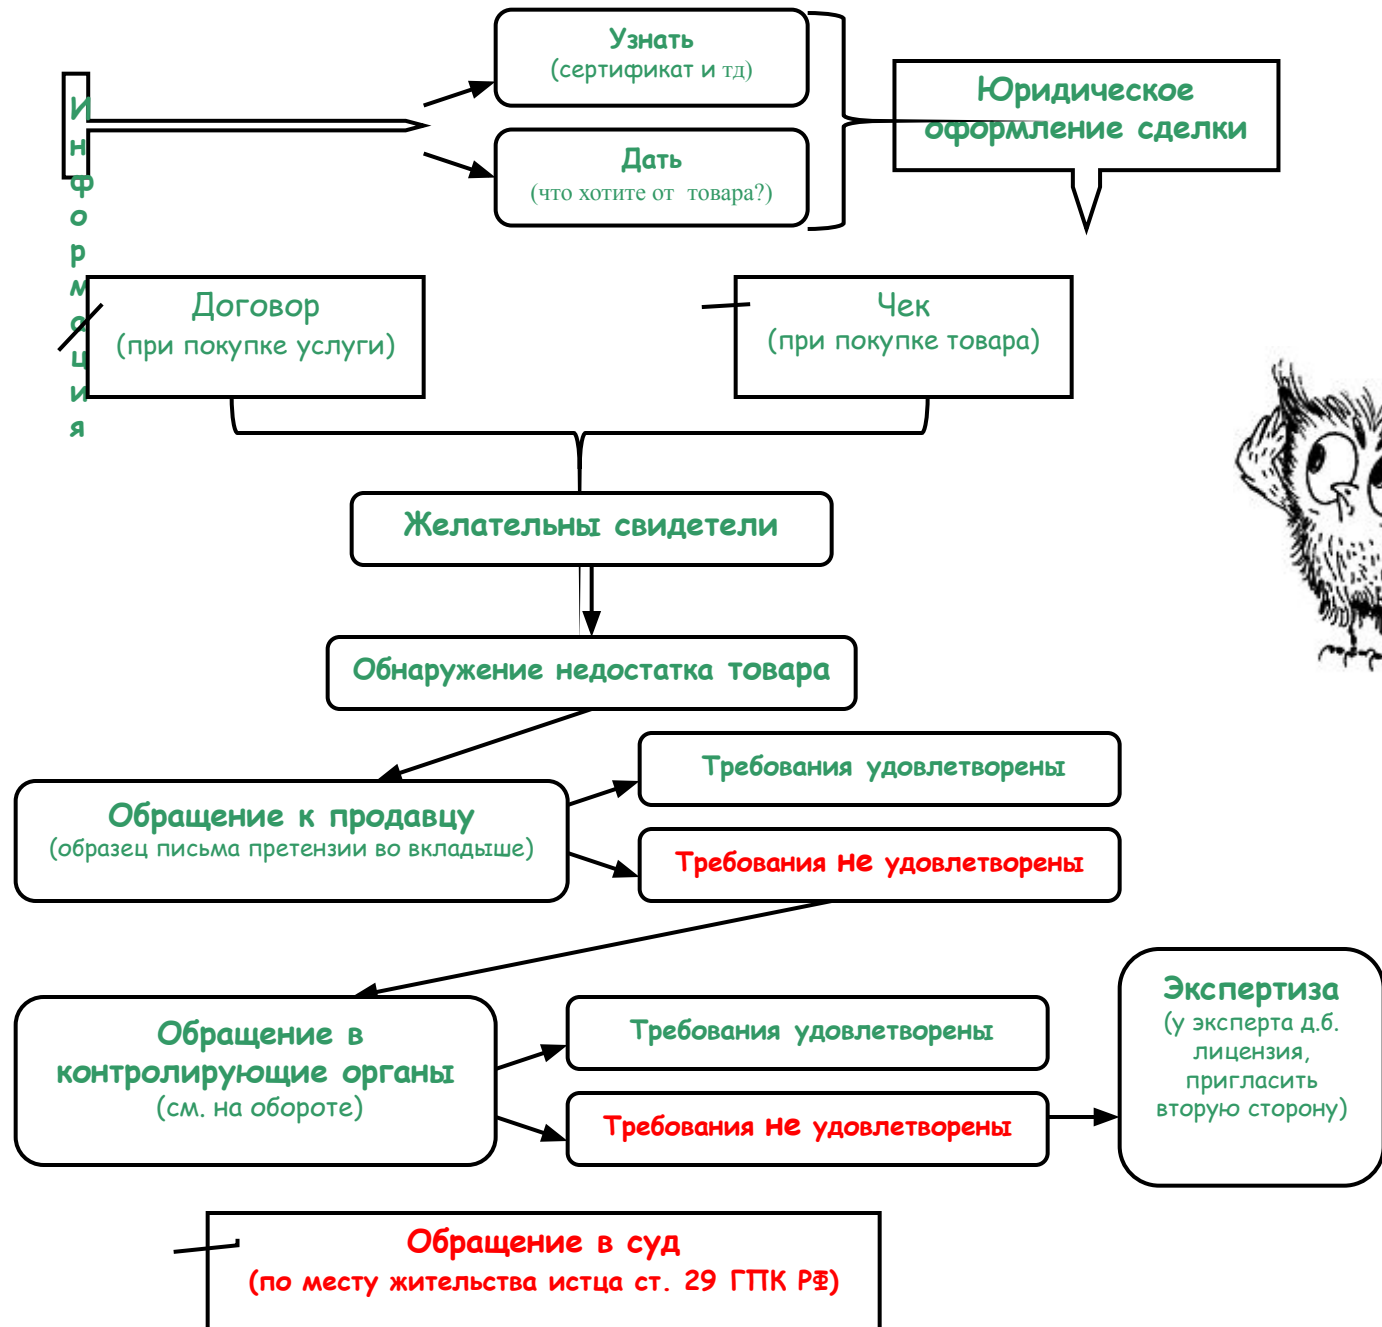 Информация
Узнать
(сертификат и тд)
Дать
(что хотите от товара?)
Юридическое
оформление сделки
Договор
(при покупке услуги)
Чек
(при покупке товара)
Желательны свидетели
Обнаружение недостатка товара
Обращение к продавцу
(образец письма претензии во вкладыше)
Требования удовлетворены
Требования не удовлетворены
Обращение в
контролирующие органы
(см. на обороте)
Требования удовлетворены
Требования не удовлетворены
Экспертиза
(у эксперта д.б.
лицензия,
пригласить
вторую сторону)
Обращение в суд
(по месту жительства истца ст. 29 ГПК РФ)